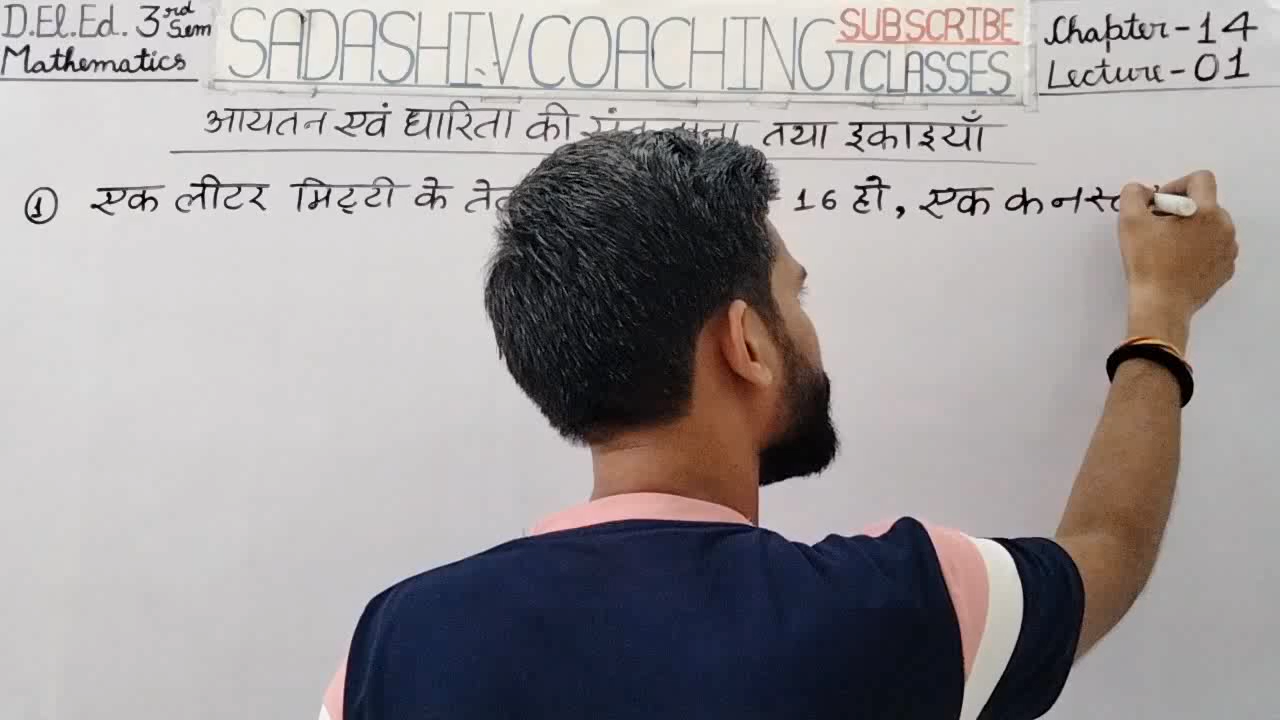 D.El.Ed. 3rd Sem
Mathematics
SADASHIV COACHING CLASSES
SUBSCRIBE
Chapter-14
Lecture-01
आयतन एवं धारिता की तथा इकाइयाँ
① एक लीटर मिट्टी के 16 हो, एक